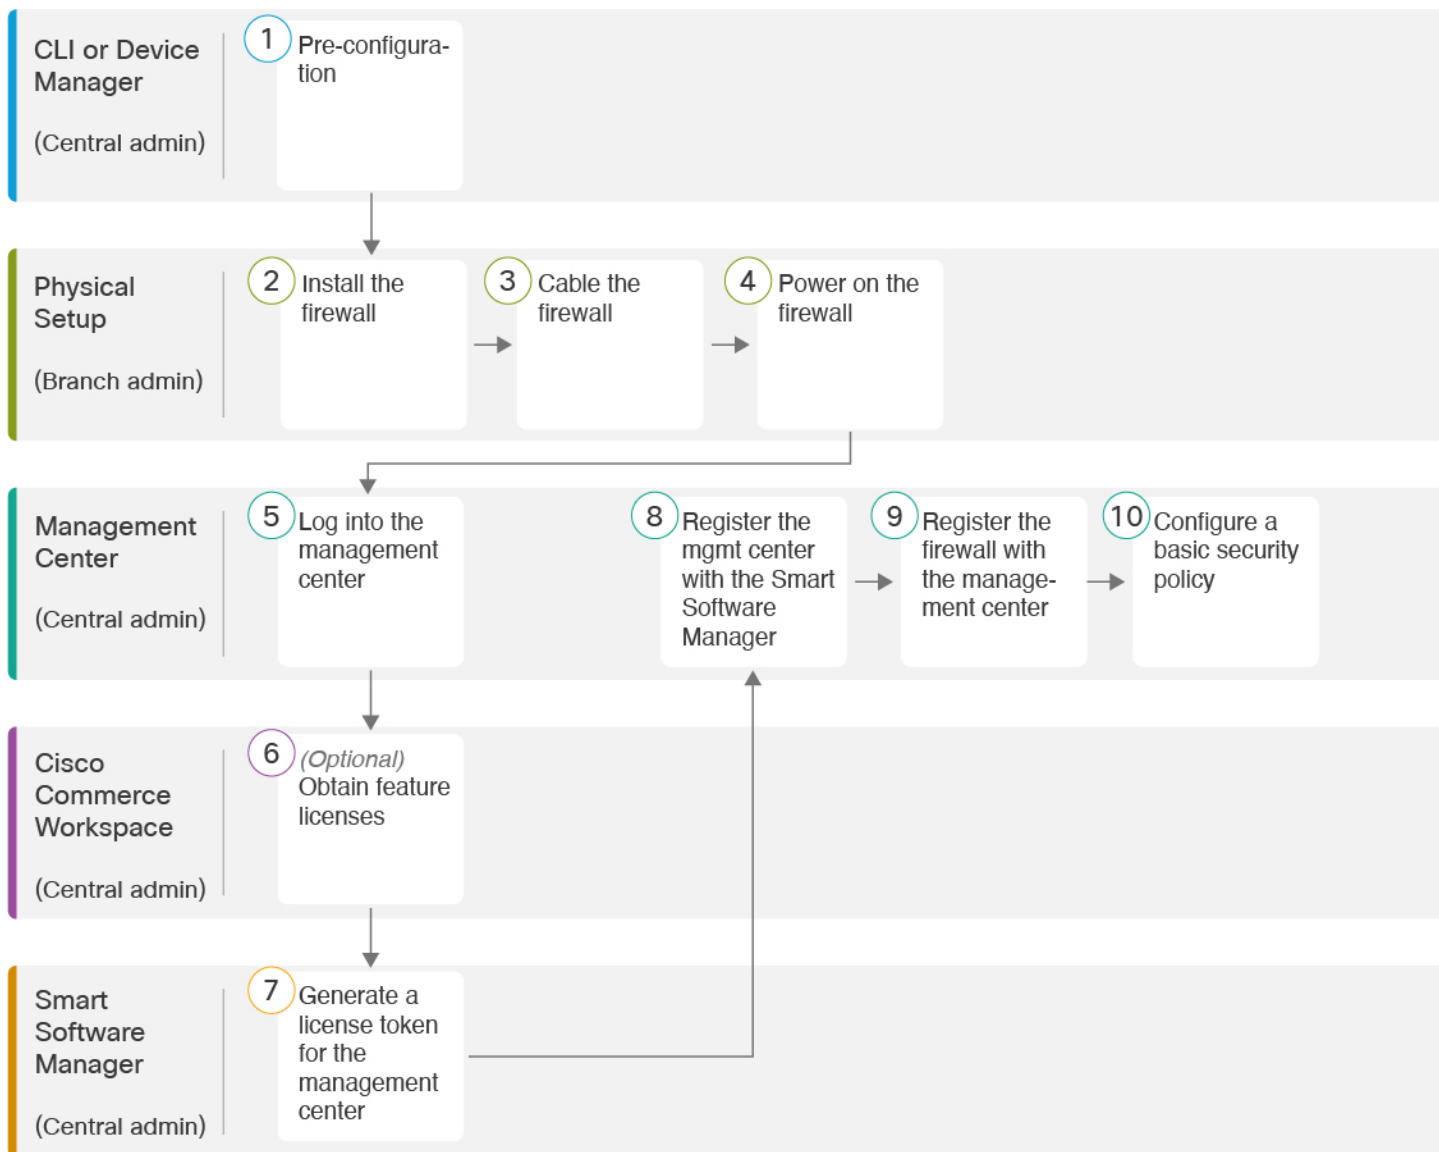 CLI or Device
Manager
(Central admin)
1
Pre-configura-
tion
Physical
Setup
(Branch admin)
2
Install the
firewall
3
Cable the
firewall
4
Power on the
firewall
Management
Center
(Central admin)
5
Log into the
management
center
8
Register the
mgmt center
with the Smart
Software
Manager
9
Register the
firewall with
the manage-
ment center
10
Configure a
basic security
policy
Cisco
Commerce
Workspace
(Central admin)
6
(Optional)
Obtain feature
licenses
Smart
Software
Manager
(Central admin)
7
Generate a
license token
for the
management
center